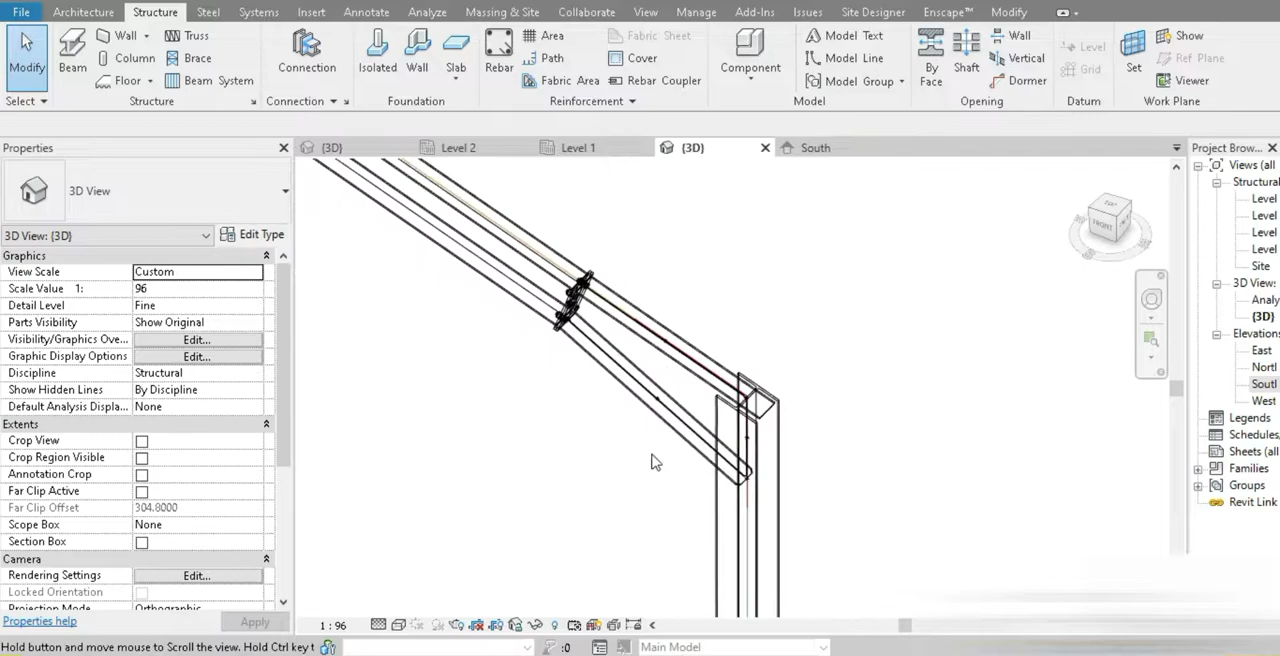 File Architecture Structure Steel Systems Insert Annotate Analyze Massing & Site Collaborate View Manage Add-Ins Issues Site Designer Enscape™ Modify
Modify
Select
Beam
Wall
Column
Floor
Truss
Brace
Beam System
Structure
Connection
Connection
Isolated
Wall
Slab
Foundation
Rebar
Area
Path
Fabric Area
Fabric Sheet
Cover
Rebar Coupler
Reinforcement
Component
Model Text
Model Line
Model Group
Model
By Face
Shaft
Wall
Vertical
Dormer
Opening
Level
Grid
Datum
Set
Show
Ref Plane
Viewer
Work Plane
Properties
{3D} Level 2 Level 1 {3D} South
Project Brow...
3D View
3D View: {3D} Edit Type
Graphics
View Scale Custom
Scale Value 1: 96
Detail Level Fine
Parts Visibility Show Original
Visibility/Graphics Ove... Edit...
Graphic Display Options Edit...
Discipline Structural
Show Hidden Lines By Discipline
Default Analysis Displa... None
Extents
Crop View
Crop Region Visible
Annotation Crop
Far Clip Active
Far Clip Offset 304.8000
Scope Box None
Section Box
Camera
Rendering Settings Edit...
Locked Orientation
Projection Mode Orthographic
Properties help Apply
TOP
FRONT
Views (all
Structural
Level
Level
Level
Level
Site
3D View:
Analy
(3D)
Elevations
East
Nortl
Soutl
West
Legends
Schedules,
Sheets (all
Families
Groups
Revit Link
1 : 96
Hold button and move mouse to Scroll the view. Hold Ctrl key t :0 Main Model